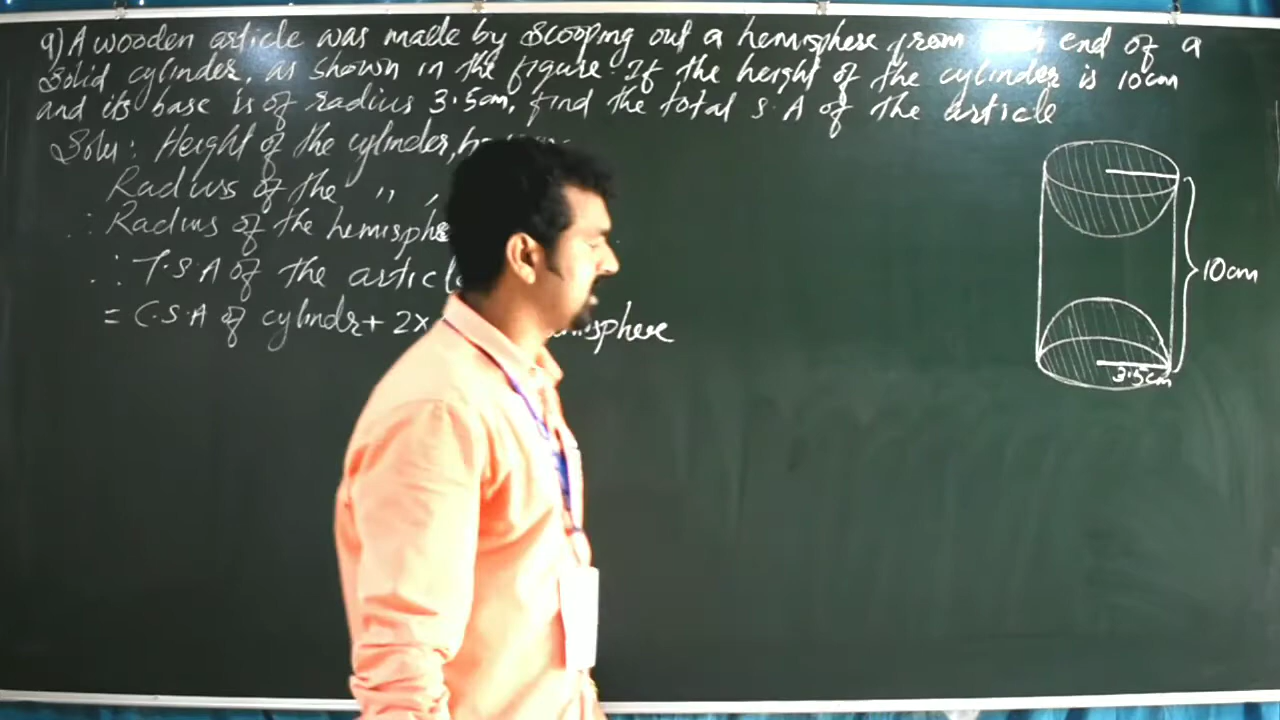 9) A wooden article was made by scooping out a hemisphere from end of a
Solid cylinder, as shown in the figure. If the height of the cylinder is 10cm
and its base is of radius 3.5cm, find the total S.A of the article
Soln: Height of the cylinder,
Radius of the " ,
∴ Radius of the hemisphe
∴ T.S.A of the article
= C.S.A of cylindr + 2x hemisphere
10cm
3.5cm